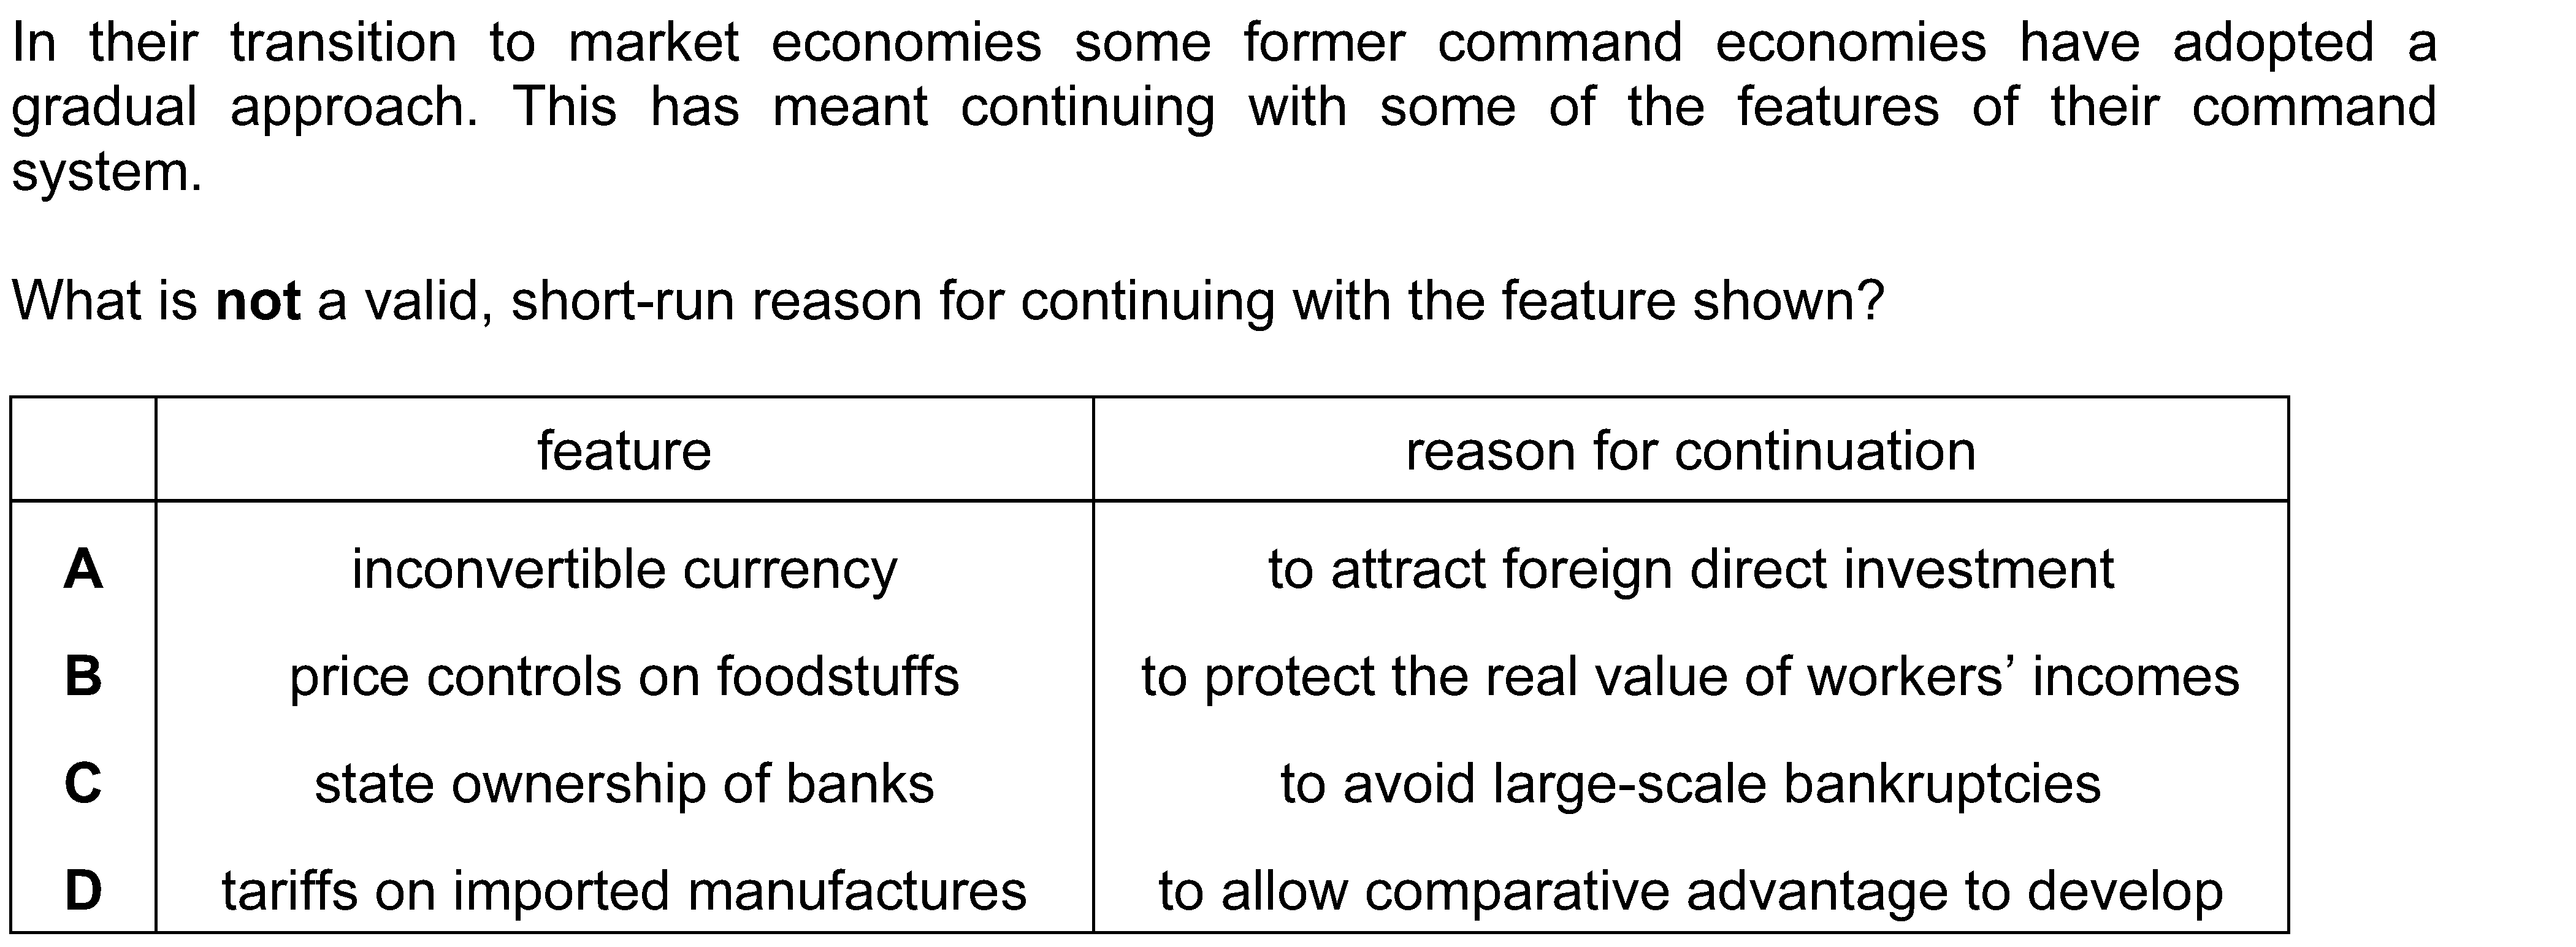 In their transition to market economies some former command economies have adopted a
gradual approach. This has meant continuing with some of the features of their command
system.
What is not a valid, short-run reason for continuing with the feature shown?
feature reason for continuation
A inconvertible currency to attract foreign direct investment
B price controls on foodstuffs to protect the real value of workers’ incomes
C state ownership of banks to avoid large-scale bankruptcies
D tariffs on imported manufactures to allow comparative advantage to develop